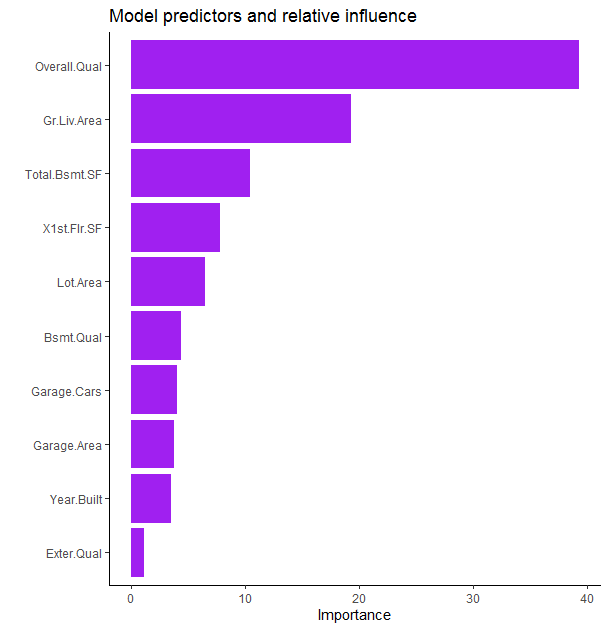 Model predictors and relative influence
Overall.Qual
Gr.Liv.Area
Total.Bsmt.SF
X1st.Flr.SF
Lot.Area
Bsmt.Qual
Garage.Cars
Garage.Area
Year.Built
Exter.Qual
0 10 20 30 40
Importance